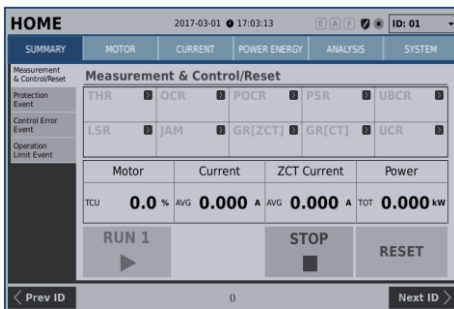 HOME 2017-03-01 17:03:13 E A F ID: 01
SUMMARY MOTOR CURRENT POWER ENERGY ANALYSIS SYSTEM
Measurement
& Control/Reset
Protection
Event
Control Error
Event
Operation
Limit Event
Measurement & Control/Reset
THR OCR POCR PSR UBCR
LSR JAM GR[ZCT] GR[CT] UCR
Motor Current ZCT Current Power
TCU 0.0 % AVG 0.000 A AVG 0.000 A TOT 0.000 kW
RUN 1 STOP RESET
Prev ID 0 Next ID